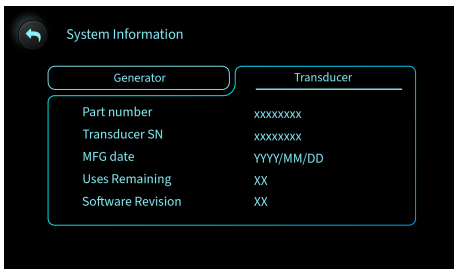 System Information
Generator Transducer
Part number xxxxxxxx
Transducer SN xxxxxxxx
MFG date YYYY/MM/DD
Uses Remaining XX
Software Revision XX